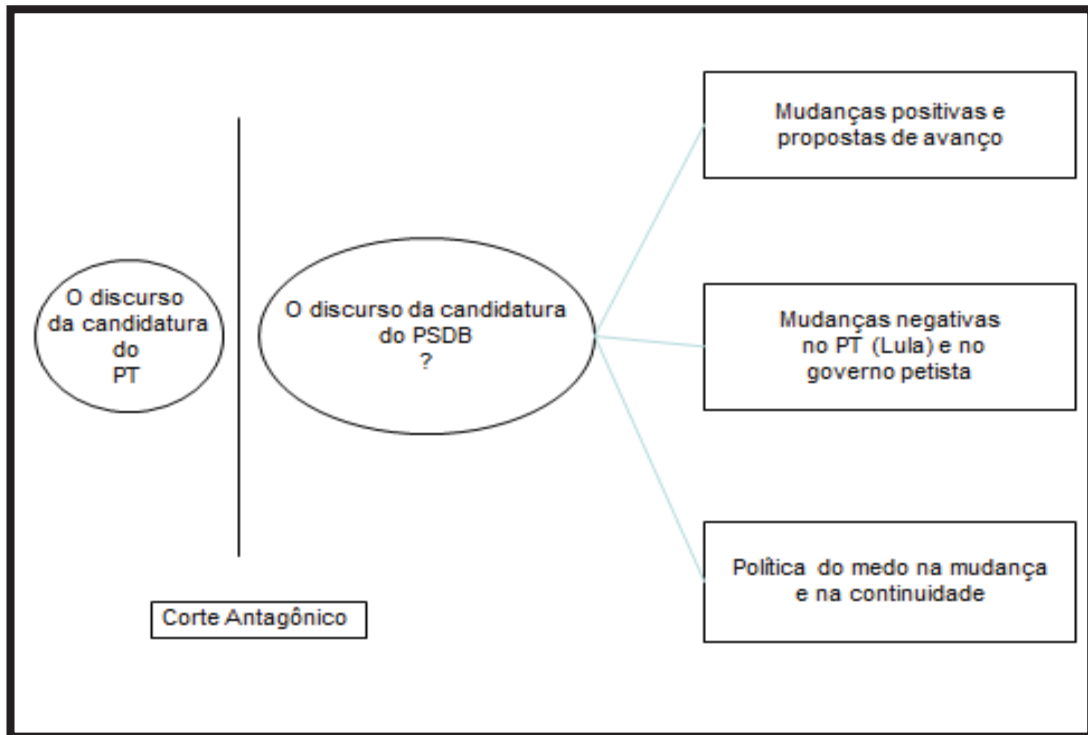 O discurso
da candidatura
do
PT
O discurso da candidatura
do PSDB
?
Mudanças positivas e
propostas de avanço
Mudanças negativas
no PT (Lula) e no
governo petista
Política do medo na mudança
e na continuidade
Corte Antagônico